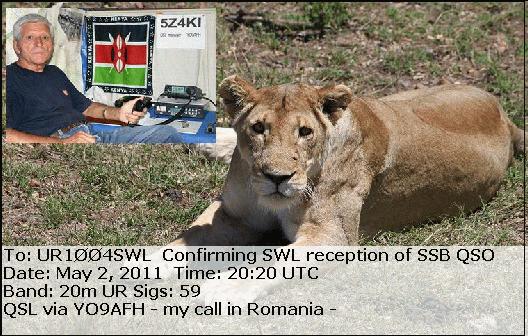 5Z4KI
KENYA
KENYA
To: UR1ØØ4SWL Confirming SWL reception of SSB QSO
Date: May 2, 2011 Time: 20:20 UTC
Band: 20m UR Sigs: 59
QSL via YO9AFH - my call in Romania -